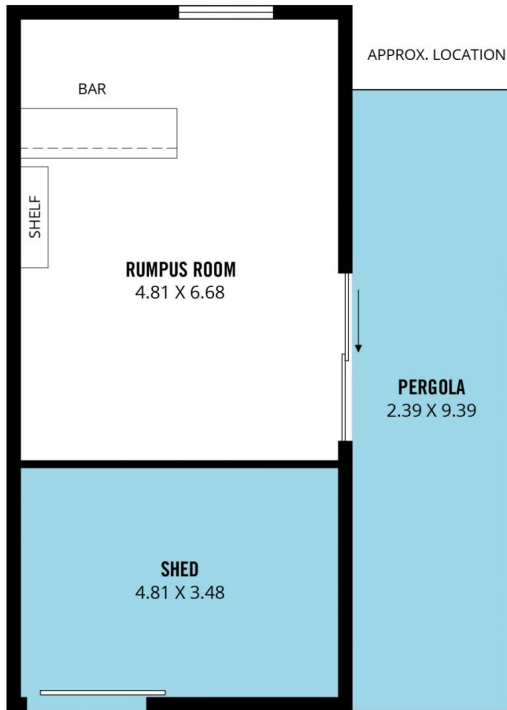 APPROX. LOCATION
BAR
SHELF
RUMPUS ROOM
4.81 X 6.68
PERGOLA
2.39 X 9.39
SHED
4.81 X 3.48